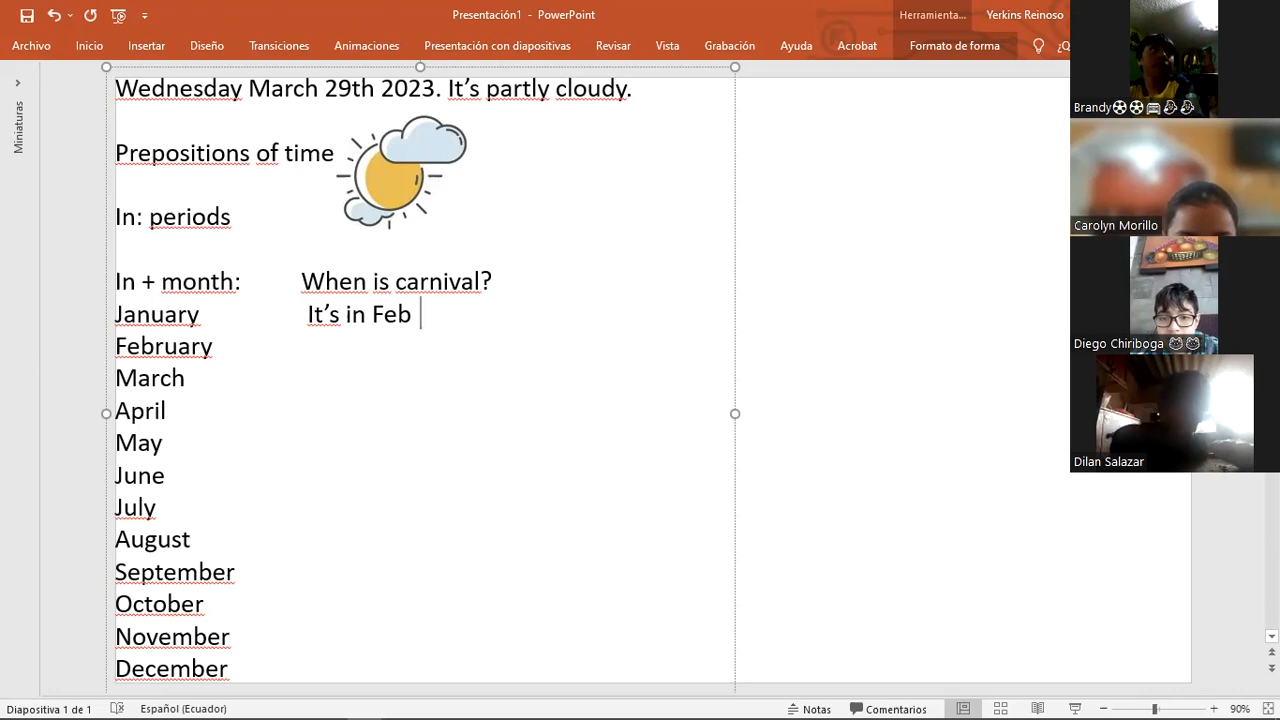 Presentación1 - PowerPoint
Herramienta...
Yerkins Reinoso
Archivo Inicio Insertar Diseño Transiciones Animaciones Presentación con diapositivas Revisar Vista Grabación Ayuda Acrobat Formato de forma ¿Q
Miniaturas
Wednesday March 29th 2023. It’s partly cloudy.
Prepositions of time
In: periods
In + month: When is carnival?
January It’s in Feb
February
March
April
May
June
July
August
September
October
November
December
Brandy
Carolyn Morillo
Diego Chiriboga
Dilan Salazar
Diapositiva 1 de 1 Español (Ecuador) Notas Comentarios 90%